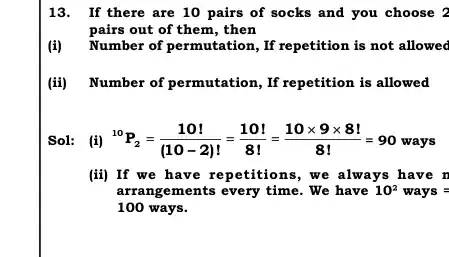 13. If there are 10 pairs of socks and you choose 2
pairs out of them, then
(i) Number of permutation, If repetition is not allowed
(ii) Number of permutation, If repetition is allowed
Sol: (i) ¹⁰P₂ = 10! / (10 – 2)! = 10! / 8! = 10 × 9 × 8! / 8! = 90 ways
(ii) If we have repetitions, we always have n
arrangements every time. We have 10² ways =
100 ways.